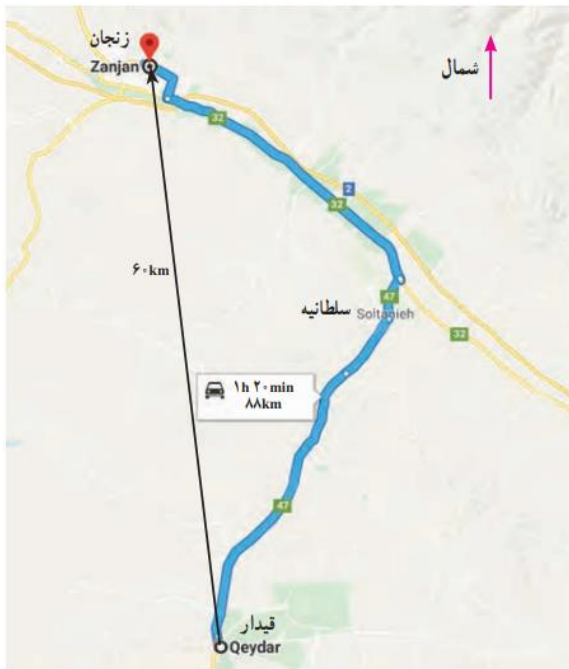 زنجان
Zanjan
شمال
32
2
32
۶۰km
47
سلطانیه
Soltanieh
32
۱h ۲۰min
۸۸km
47
قیدار
Qeydar